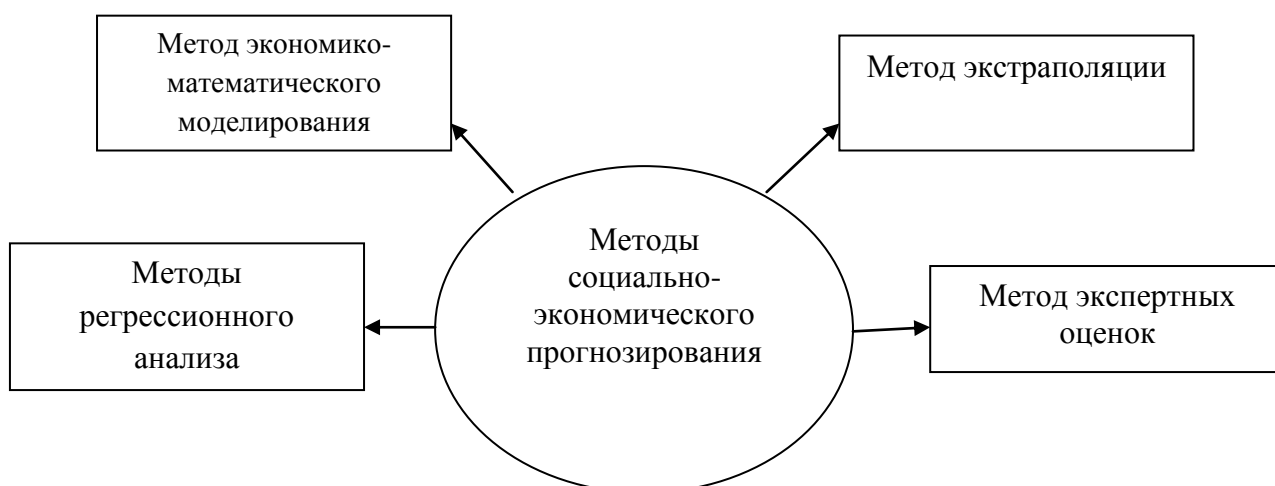 Метод экономико-
математического
моделирования
Метод экстраполяции
Методы
социально-
экономического
прогнозирования
Методы
регрессионного
анализа
Метод экспертных
оценок